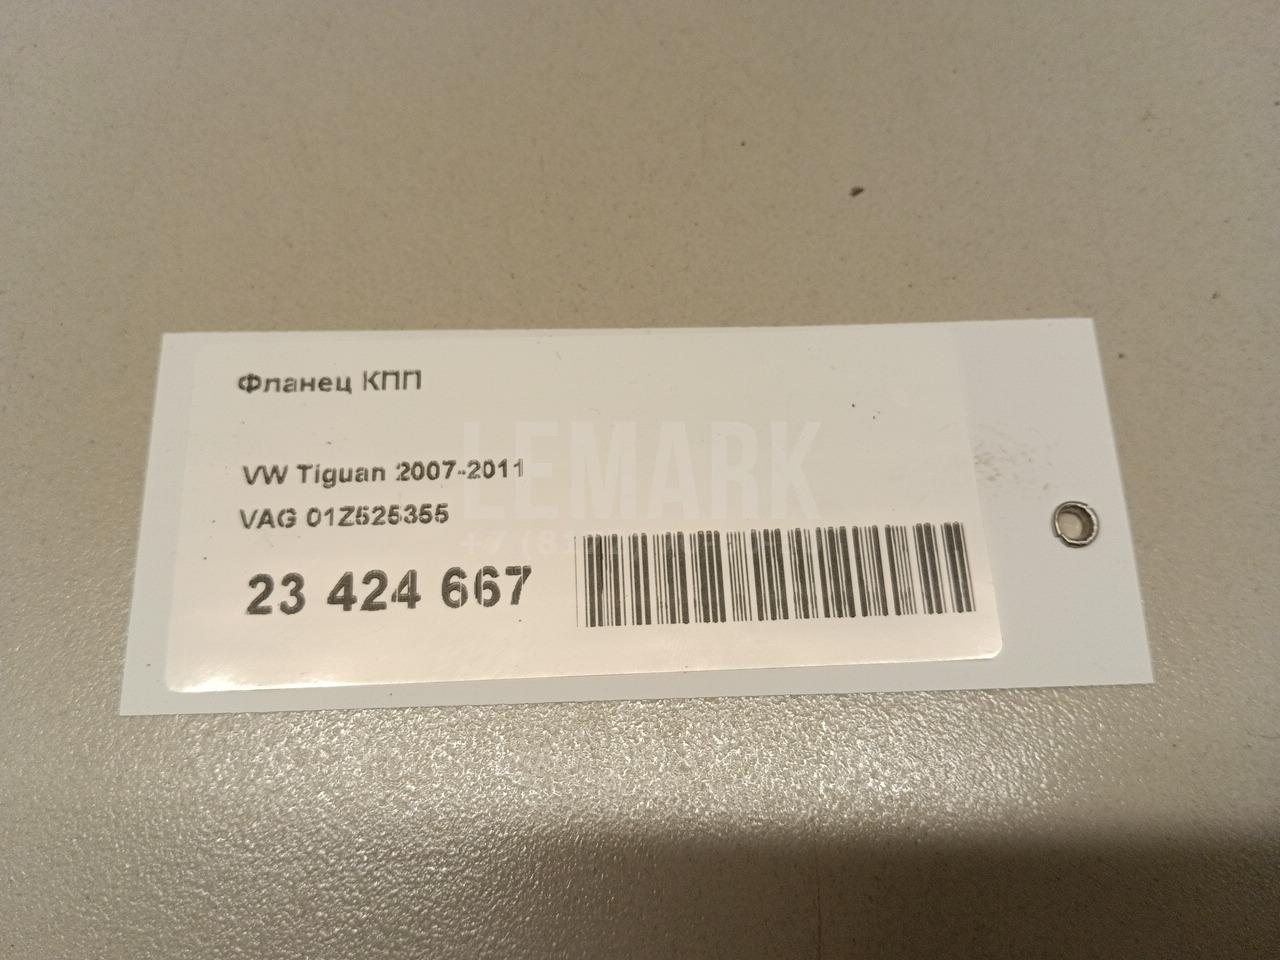 Фланец КПП
VW Tiguan 2007-2011
VAG 01Z525355
23 424 667
LEMARK